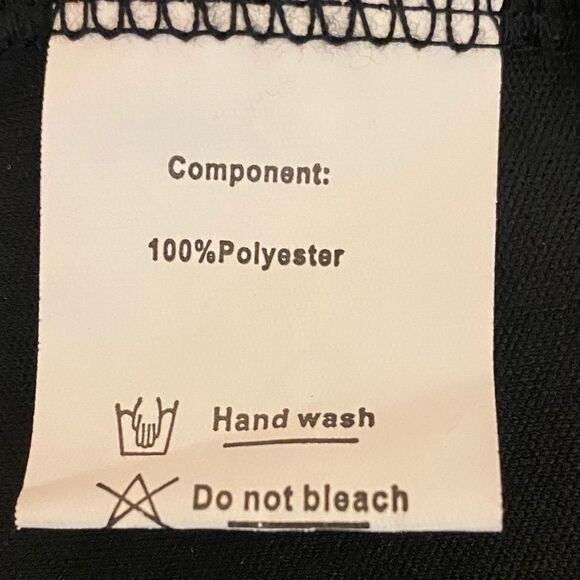 Component:
100%Polyester
Hand wash
Do not bleach